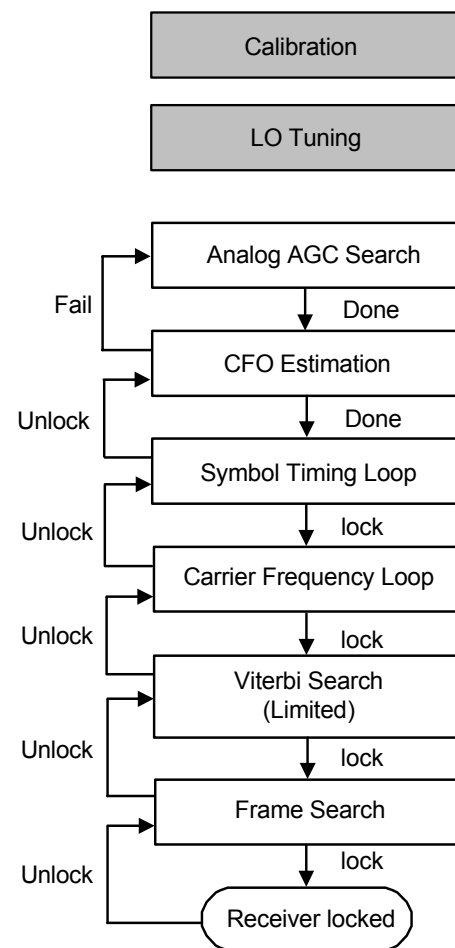 Calibration
LO Tuning
Analog AGC Search
Fail
Done
CFO Estimation
Unlock
Done
Symbol Timing Loop
Unlock
lock
Carrier Frequency Loop
Unlock
lock
Viterbi Search
(Limited)
Unlock
lock
Frame Search
Unlock
lock
Receiver locked